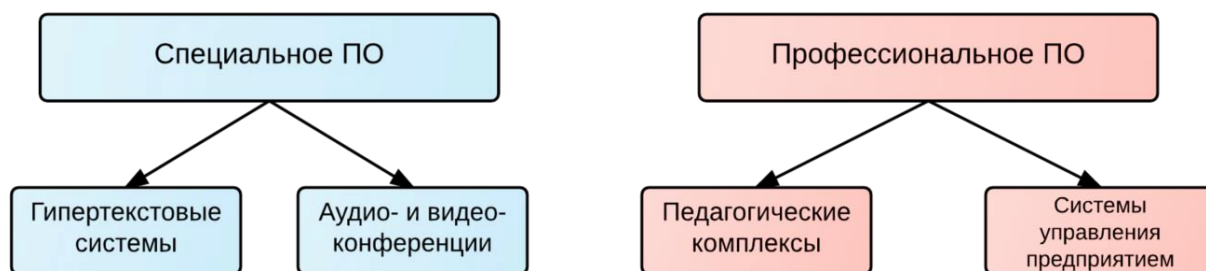 Специальное ПО
Профессиональное ПО
Гипертекстовые
системы
Аудио- и видео-
конференции
Педагогические
комплексы
Системы
управления
предприятием